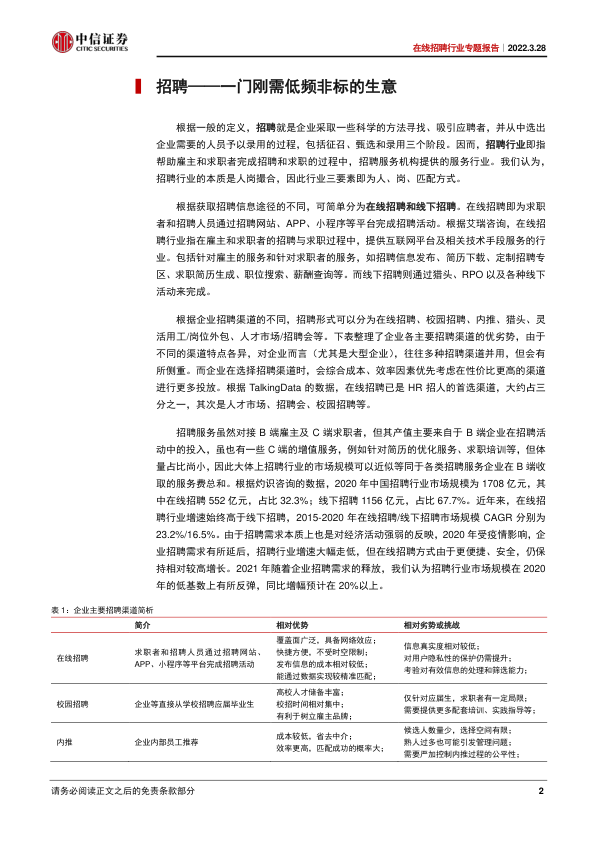 中信证券
CITIC SECURITIES
在线招聘行业专题报告｜2022.3.28
招聘——一门刚需低频非标的生意
根据一般的定义，招聘就是企业采取一些科学的方法寻找、吸引应聘者，并从中选出
企业需要的人员予以录用的过程，包括征召、甄选和录用三个阶段。因而，招聘行业即指
帮助雇主和求职者完成招聘和求职的过程中，招聘服务机构提供的服务行业。我们认为，
招聘行业的本质是人岗撮合，因此行业三要素即为人、岗、匹配方式。
根据获取招聘信息途径的不同，可简单分为在线招聘和线下招聘。在线招聘即为求职
者和招聘人员通过招聘网站、APP、小程序等平台完成招聘活动。根据艾瑞咨询，在线招
聘行业指在雇主和求职者的招聘与求职过程中，提供互联网平台及相关技术手段服务的行
业。包括针对雇主的服务和针对求职者的服务，如招聘信息发布、简历下载、定制招聘专
区、求职简历生成、职位搜索、薪酬查询等。而线下招聘则通过猎头、RPO 以及各种线下
活动来完成。
根据企业招聘渠道的不同，招聘形式可以分为在线招聘、校园招聘、内推、猎头、灵
活用工/岗位外包、人才市场/招聘会等。下表整理了企业各主要招聘渠道的优劣势，由于
不同的渠道特点各异，对企业而言（尤其是大型企业），往往多种招聘渠道并用，但会有
所侧重。而企业在选择招聘渠道时，会综合成本、效率因素优先考虑在性价比更高的渠道
进行更多投放。根据 TalkingData 的数据，在线招聘已是 HR 招人的首选渠道，大约占三
分之一，其次是人才市场、招聘会、校园招聘等。
招聘服务虽然对接 B 端雇主及 C 端求职者，但其产值主要来自于 B 端企业在招聘活
动中的投入，虽也有一些 C 端的增值服务，例如针对简历的优化服务、求职培训等，但体
量占比尚小，因此大体上招聘行业的市场规模可以近似等同于各类招聘服务企业在 B 端收
取的服务费总和。根据灼识咨询的数据，2020 年中国招聘行业市场规模为 1708 亿元，其
中在线招聘 552 亿元，占比 32.3%；线下招聘 1156 亿元，占比 67.7%。近年来，在线招
聘行业增速始终高于线下招聘，2015-2020 年在线招聘/线下招聘市场规模 CAGR 分别为
23.2%/16.5%。由于招聘需求本质上也是对经济活动强弱的反映，2020 年受疫情影响，企
业招聘需求有所延后，招聘行业增速大幅走低，但在线招聘方式由于更便捷、安全，仍保
持相对较高增长。2021 年随着企业招聘需求的释放，我们认为招聘行业市场规模在 2020
年的低基数上有所反弹，同比增幅预计在 20%以上。
表 1：企业主要招聘渠道简析
简介 相对优势 相对劣势或挑战
在线招聘 求职者和招聘人员通过招聘网站、APP、小程序等平台完成招聘活动
覆盖面广泛，具备网络效应；
快捷方便，不受时空限制；
发布信息的成本相对较低；
能通过数据实现较精准匹配；
信息真实度相对较低；
对用户隐私性的保护仍需提升；
考验对有效信息的处理和筛选能力；
校园招聘 企业等直接从学校招聘应届毕业生
高校人才储备丰富；
校招时间相对集中；
有利于树立雇主品牌；
仅针对应届生，求职者有一定局限；
需要提供更多配套培训、实践指导等；
内推 企业内部员工推荐
成本较低，省去中介；
效率更高，匹配成功的概率大；
候选人数量少，选择空间有限；
熟人过多也可能引发管理问题；
需要严加控制内推过程的公平性；
请务必阅读正文之后的免责条款部分 2